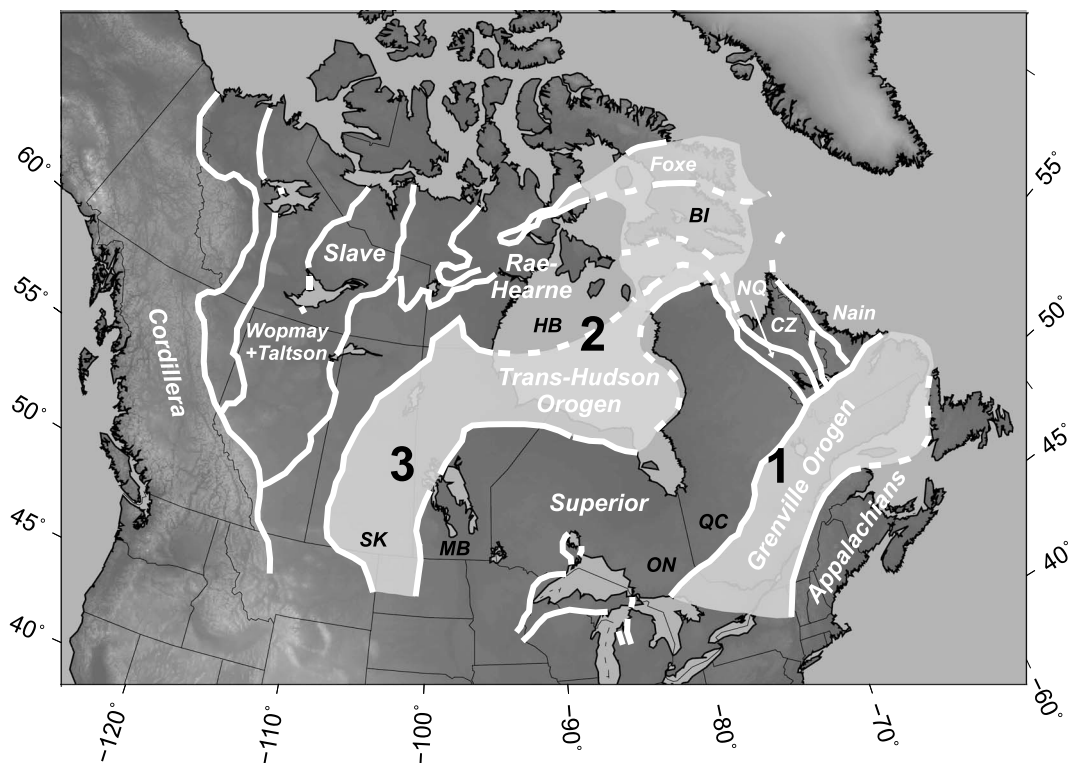 60°
55°
50°
45°
40°
Foxe
BI
Slave
Rae-
Hearne
NQ
CZ
Nain
HB
2
Wopmay
+Taltson
Cordillera
Trans-Hudson
Orogen
3
1
Grenville Orogen
Superior
QC
SK
MB
ON
Appalachians
55°
50°
45°
40°
−120°
−110°
−100°
−90°
−80°
−70°
−60°